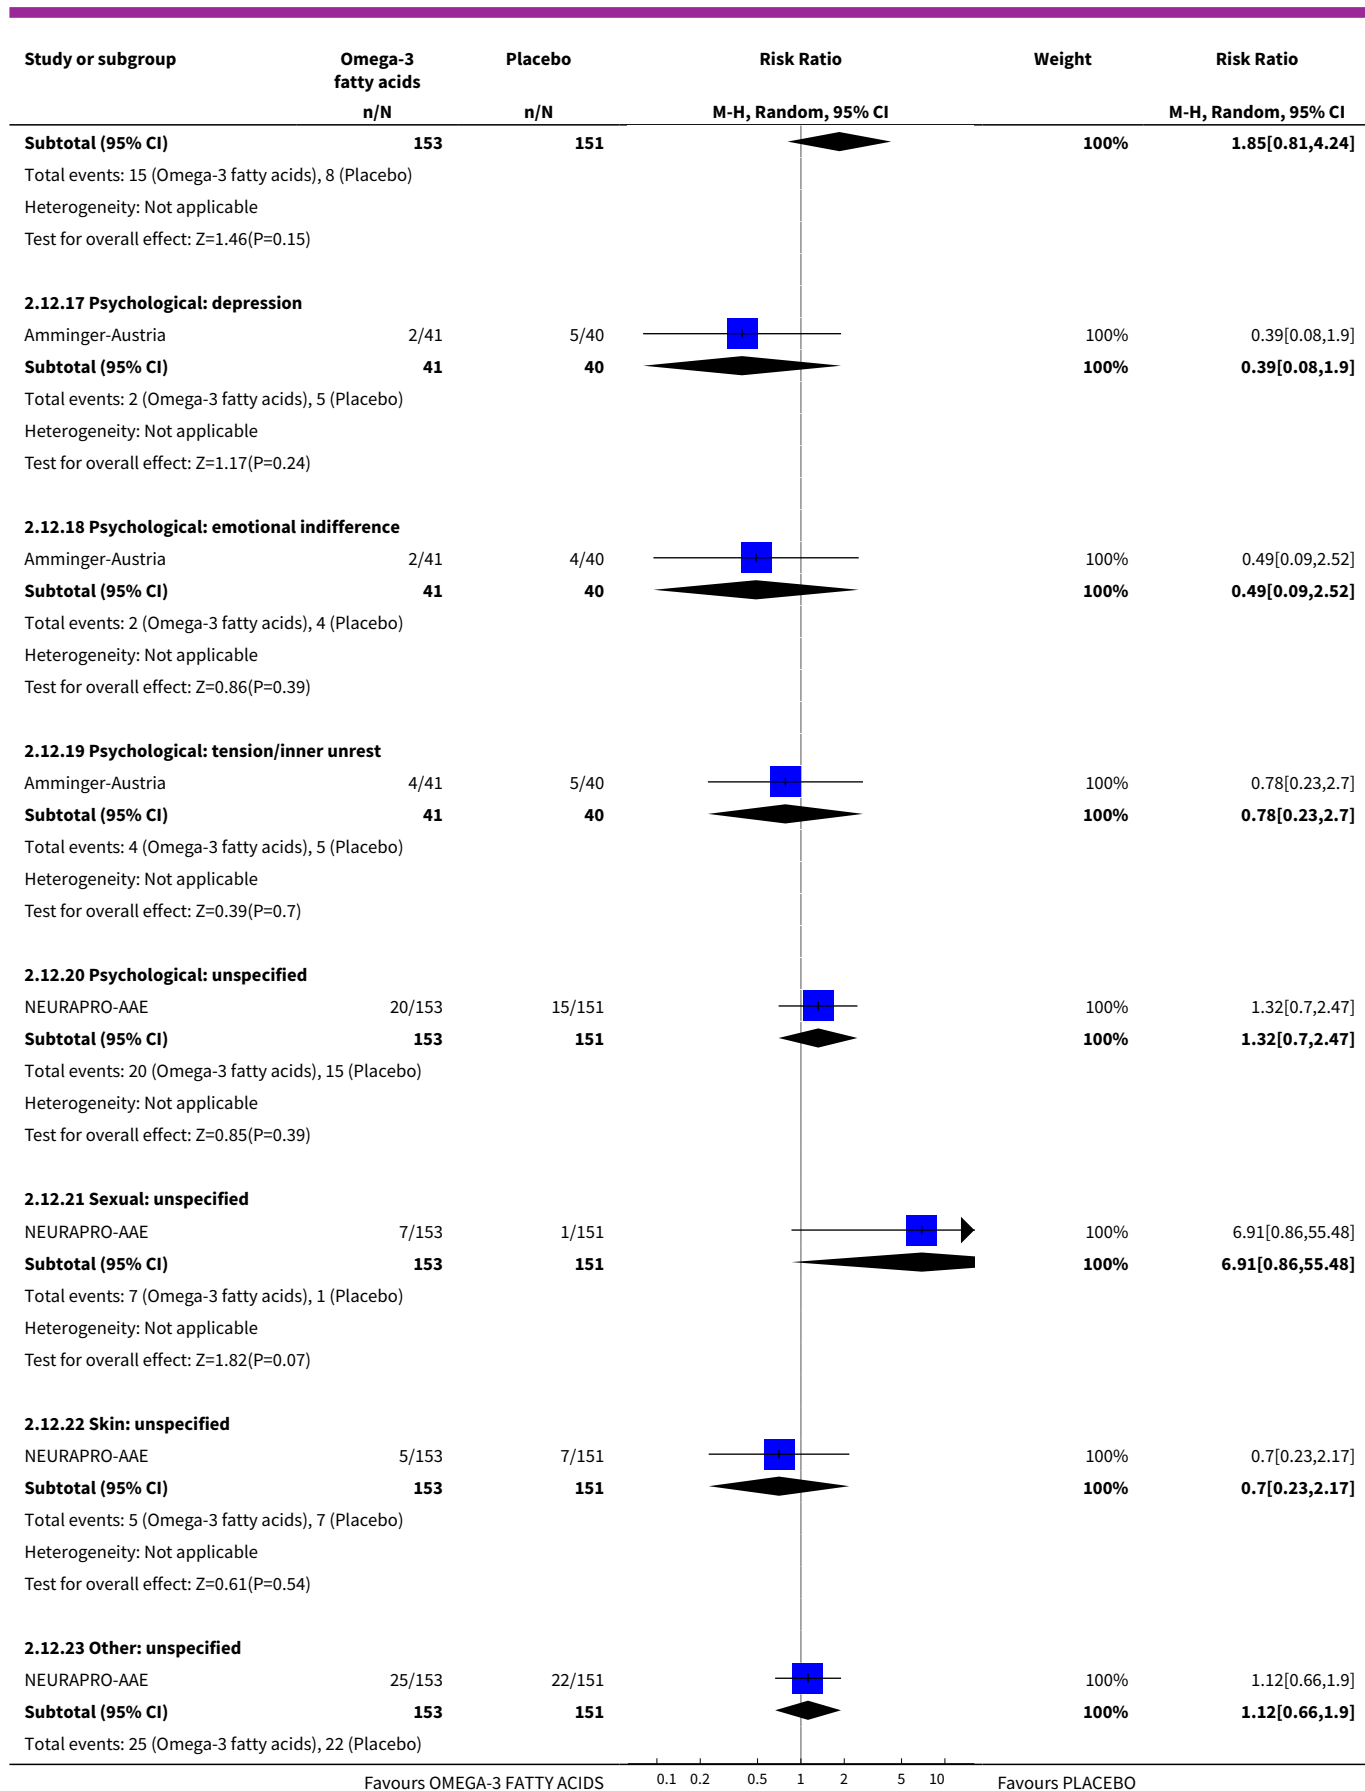 Study or subgroup Omega-3 fatty acids Placebo Risk Ratio Weight Risk Ratio
n/N n/N M-H, Random, 95% CI M-H, Random, 95% CI
Subtotal (95% CI) 153 151 100% 1.85[0.81,4.24]
Total events: 15 (Omega-3 fatty acids), 8 (Placebo)
Heterogeneity: Not applicable
Test for overall effect: Z=1.46(P=0.15)
2.12.17 Psychological: depression
Amminger-Austria 2/41 5/40 100% 0.39[0.08,1.9]
Subtotal (95% CI) 41 40 100% 0.39[0.08,1.9]
Total events: 2 (Omega-3 fatty acids), 5 (Placebo)
Heterogeneity: Not applicable
Test for overall effect: Z=1.17(P=0.24)
2.12.18 Psychological: emotional indifference
Amminger-Austria 2/41 4/40 100% 0.49[0.09,2.52]
Subtotal (95% CI) 41 40 100% 0.49[0.09,2.52]
Total events: 2 (Omega-3 fatty acids), 4 (Placebo)
Heterogeneity: Not applicable
Test for overall effect: Z=0.86(P=0.39)
2.12.19 Psychological: tension/inner unrest
Amminger-Austria 4/41 5/40 100% 0.78[0.23,2.7]
Subtotal (95% CI) 41 40 100% 0.78[0.23,2.7]
Total events: 4 (Omega-3 fatty acids), 5 (Placebo)
Heterogeneity: Not applicable
Test for overall effect: Z=0.39(P=0.7)
2.12.20 Psychological: unspecified
NEURAPRO-AAE 20/153 15/151 100% 1.32[0.7,2.47]
Subtotal (95% CI) 153 151 100% 1.32[0.7,2.47]
Total events: 20 (Omega-3 fatty acids), 15 (Placebo)
Heterogeneity: Not applicable
Test for overall effect: Z=0.85(P=0.39)
2.12.21 Sexual: unspecified
NEURAPRO-AAE 7/153 1/151 100% 6.91[0.86,55.48]
Subtotal (95% CI) 153 151 100% 6.91[0.86,55.48]
Total events: 7 (Omega-3 fatty acids), 1 (Placebo)
Heterogeneity: Not applicable
Test for overall effect: Z=1.82(P=0.07)
2.12.22 Skin: unspecified
NEURAPRO-AAE 5/153 7/151 100% 0.7[0.23,2.17]
Subtotal (95% CI) 153 151 100% 0.7[0.23,2.17]
Total events: 5 (Omega-3 fatty acids), 7 (Placebo)
Heterogeneity: Not applicable
Test for overall effect: Z=0.61(P=0.54)
2.12.23 Other: unspecified
NEURAPRO-AAE 25/153 22/151 100% 1.12[0.66,1.9]
Subtotal (95% CI) 153 151 100% 1.12[0.66,1.9]
Total events: 25 (Omega-3 fatty acids), 22 (Placebo)
Favours OMEGA-3 FATTY ACIDS 0.1 0.2 0.5 1 2 5 10 Favours PLACEBO